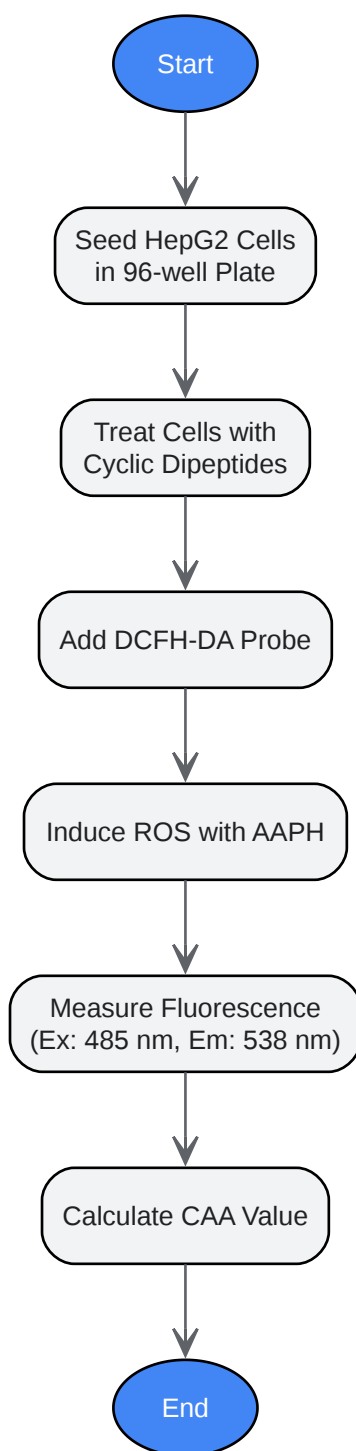 Start
Seed HepG2 Cells
in 96-well Plate
Treat Cells with
Cyclic Dipeptides
Add DCFH-DA Probe
Induce ROS with AAPH
Measure Fluorescence
(Ex: 485 nm, Em: 538 nm)
Calculate CAA Value
End